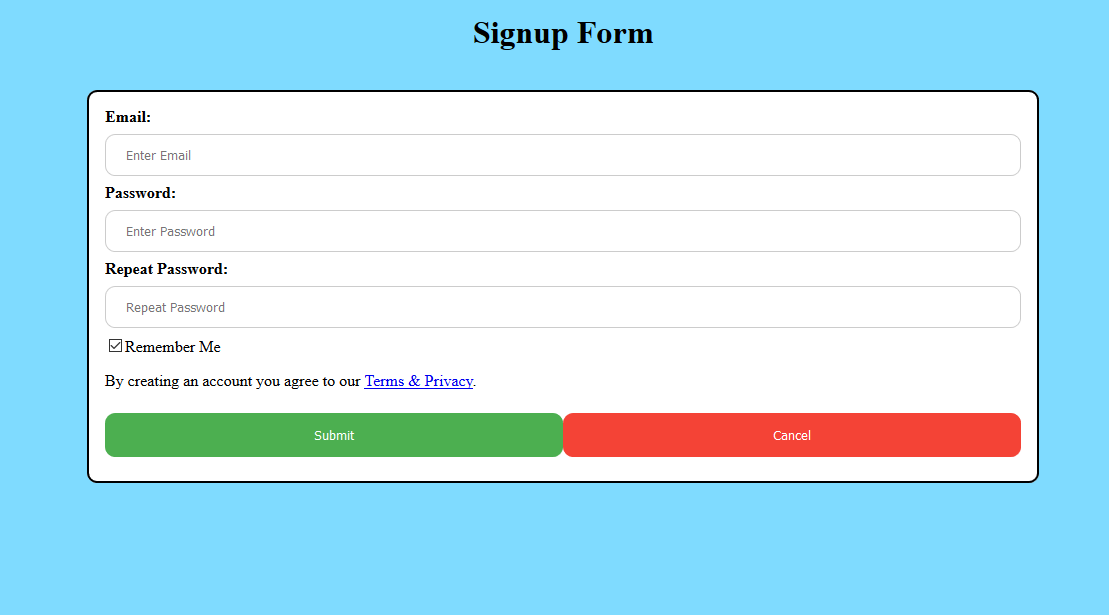 Signup Form
Email:
Enter Email
Password:
Enter Password
Repeat Password:
Repeat Password
Remember Me
By creating an account you agree to our Terms & Privacy.
Submit Cancel